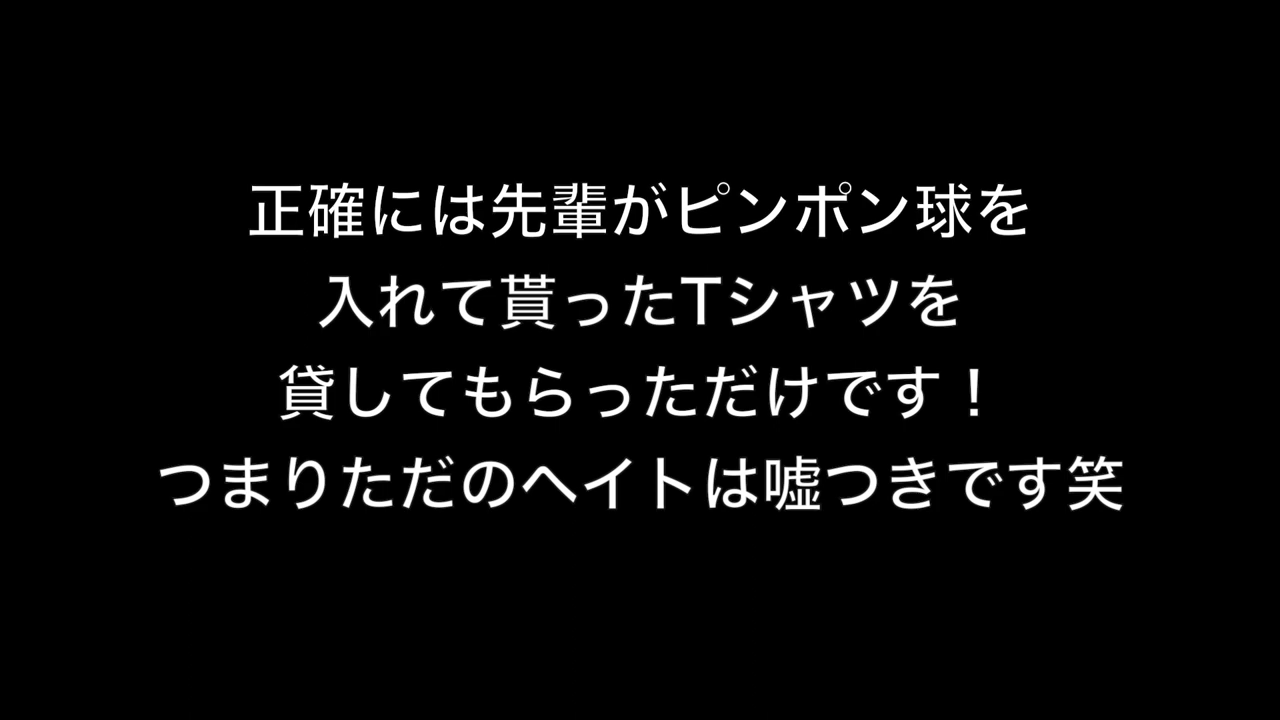 正確には先輩がピンポン球を
入れて貰ったTシャツを
貸してもらっただけです！
つまりただのヘイトは嘘つきです笑